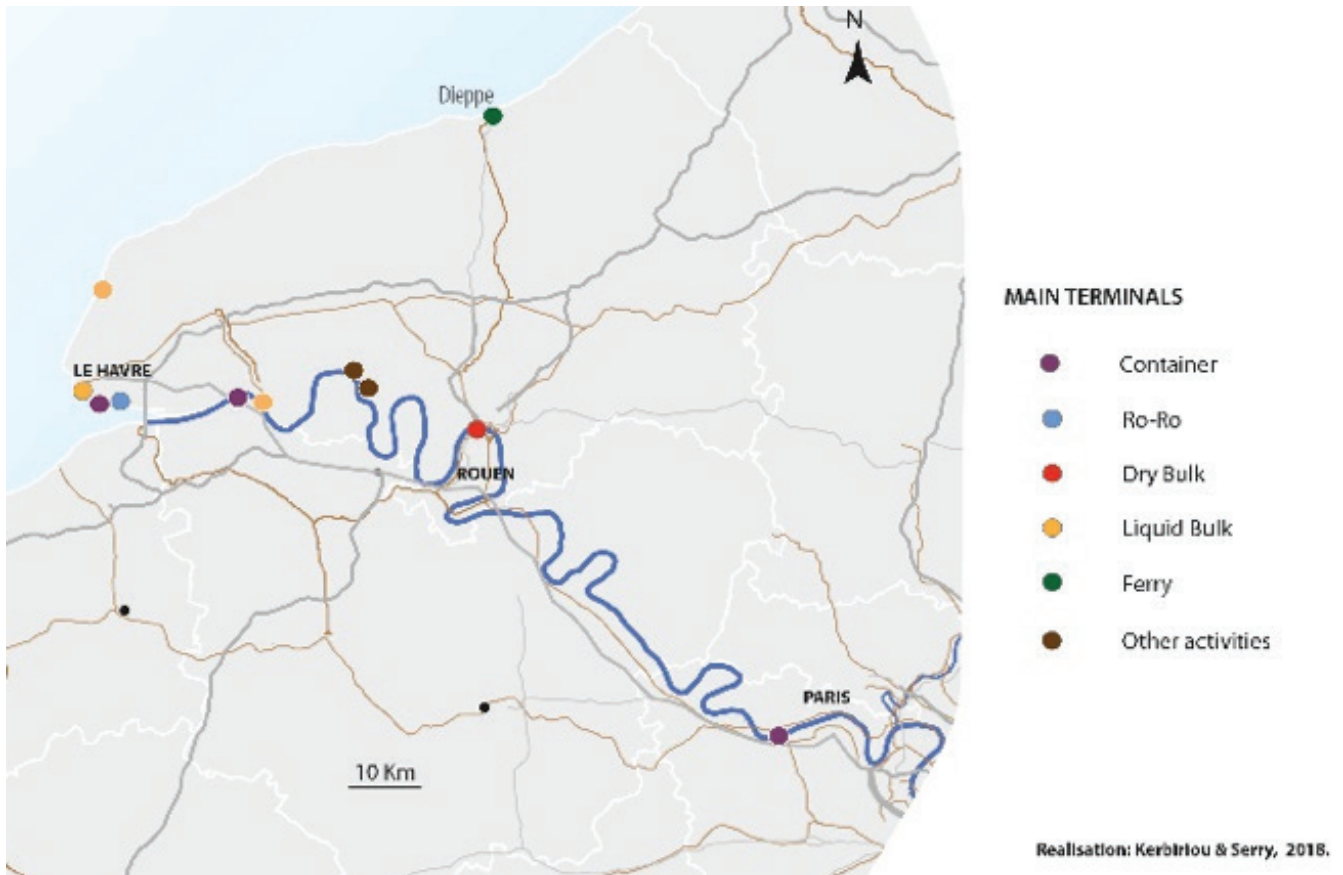 N
Dieppe
LE HAVRE
ROUEN
PARIS
10 Km
MAIN TERMINALS
Container
Ro-Ro
Dry Bulk
Liquid Bulk
Ferry
Other activities
Realisation: Kerbiriou & Serry, 2018.